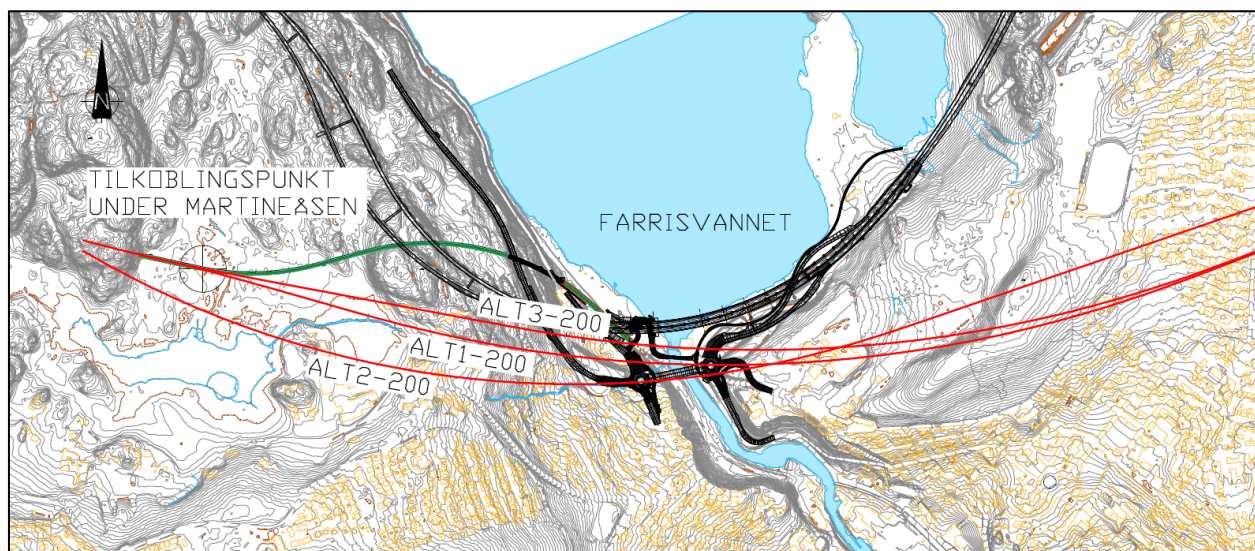 N
TILKOBLINGSPUNKT
UNDER MARTINEÅSEN
FARRISVANNET
ALT3-200
ALT1-200
ALT2-200